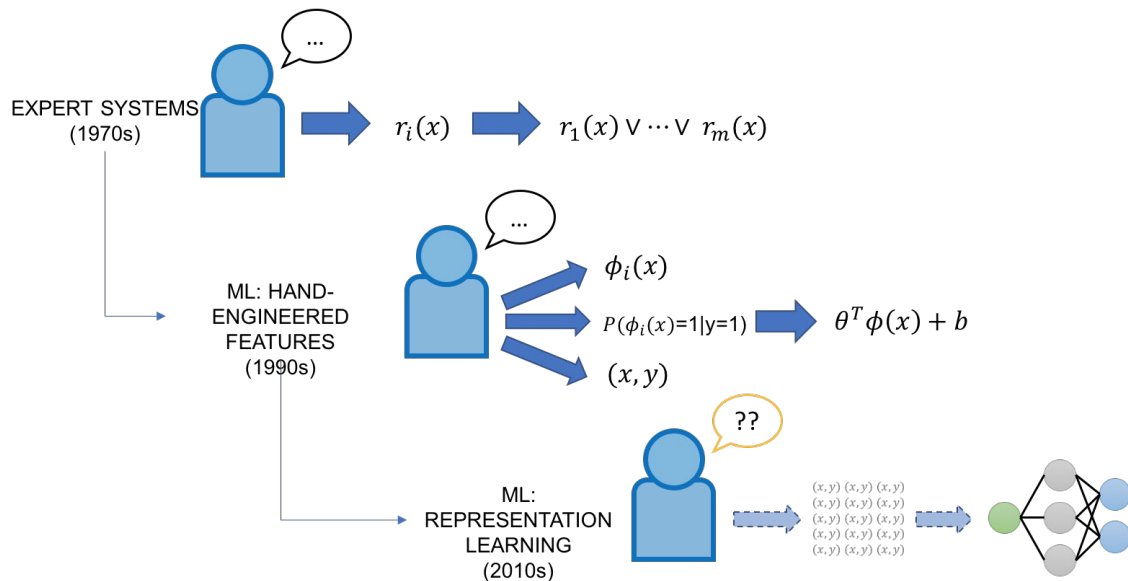 ...
EXPERT SYSTEMS
(1970s)
r_i(x)
r_1(x) ∨ ⋯ ∨ r_m(x)
...
ϕ_i(x)
ML: HAND-
ENGINEERED
FEATURES
(1990s)
P(ϕ_i(x)=1|y=1)
θ^T ϕ(x) + b
(x, y)
??
ML:
REPRESENTATION
LEARNING
(2010s)
(x, y) (x, y) (x, y)
(x, y) (x, y) (x, y)
(x, y) (x, y) (x, y)
(x, y) (x, y) (x, y)
(x, y) (x, y) (x, y)